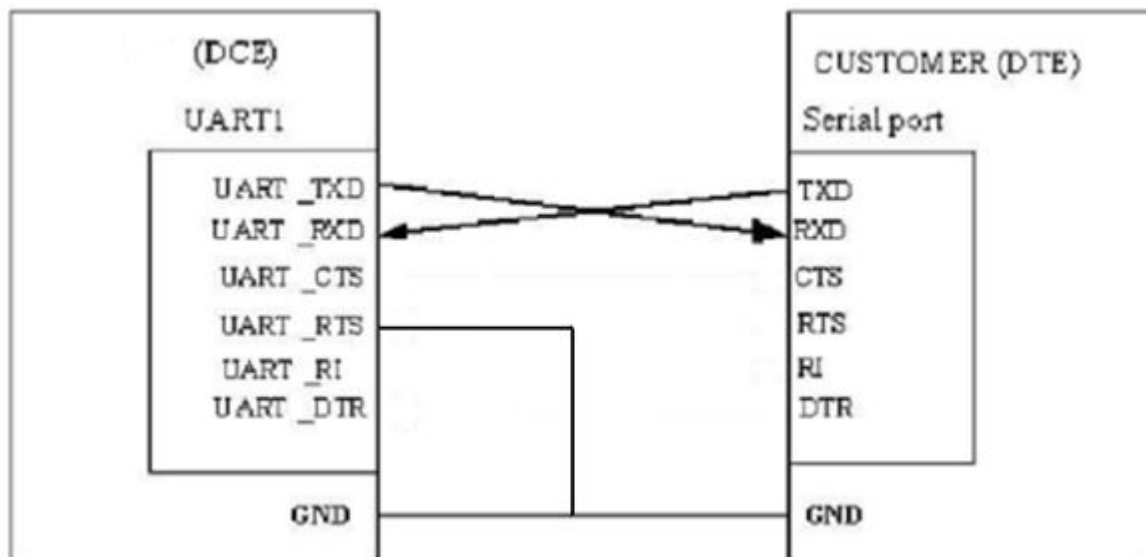 (DCE)
UART1
UART _TXD
UART _RXD
UART _CTS
UART _RTS
UART _RI
UART _DTR
GND
CUSTOMER (DTE)
Serial port
TXD
RXD
CTS
RTS
RI
DTR
GND